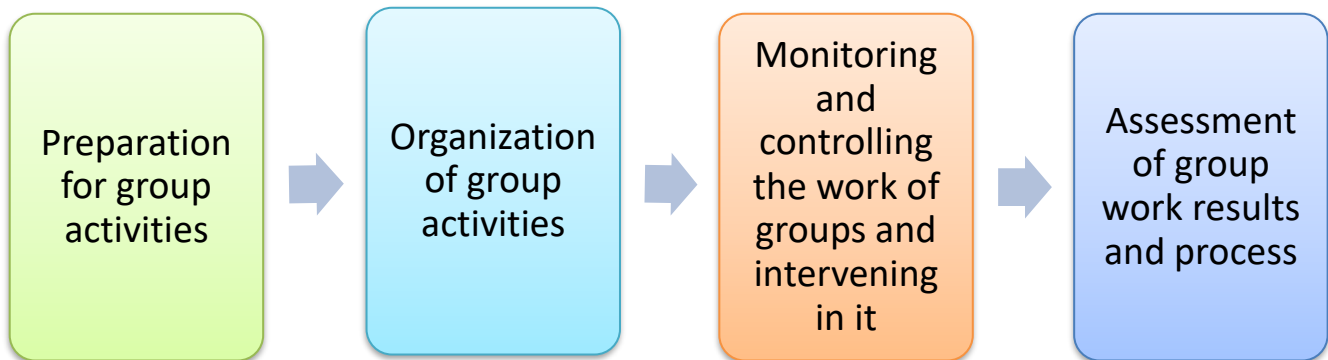 Preparation
for group
activities
Organization
of group
activities
Monitoring
and
controlling
the work of
groups and
intervening
in it
Assessment
of group
work results
and process